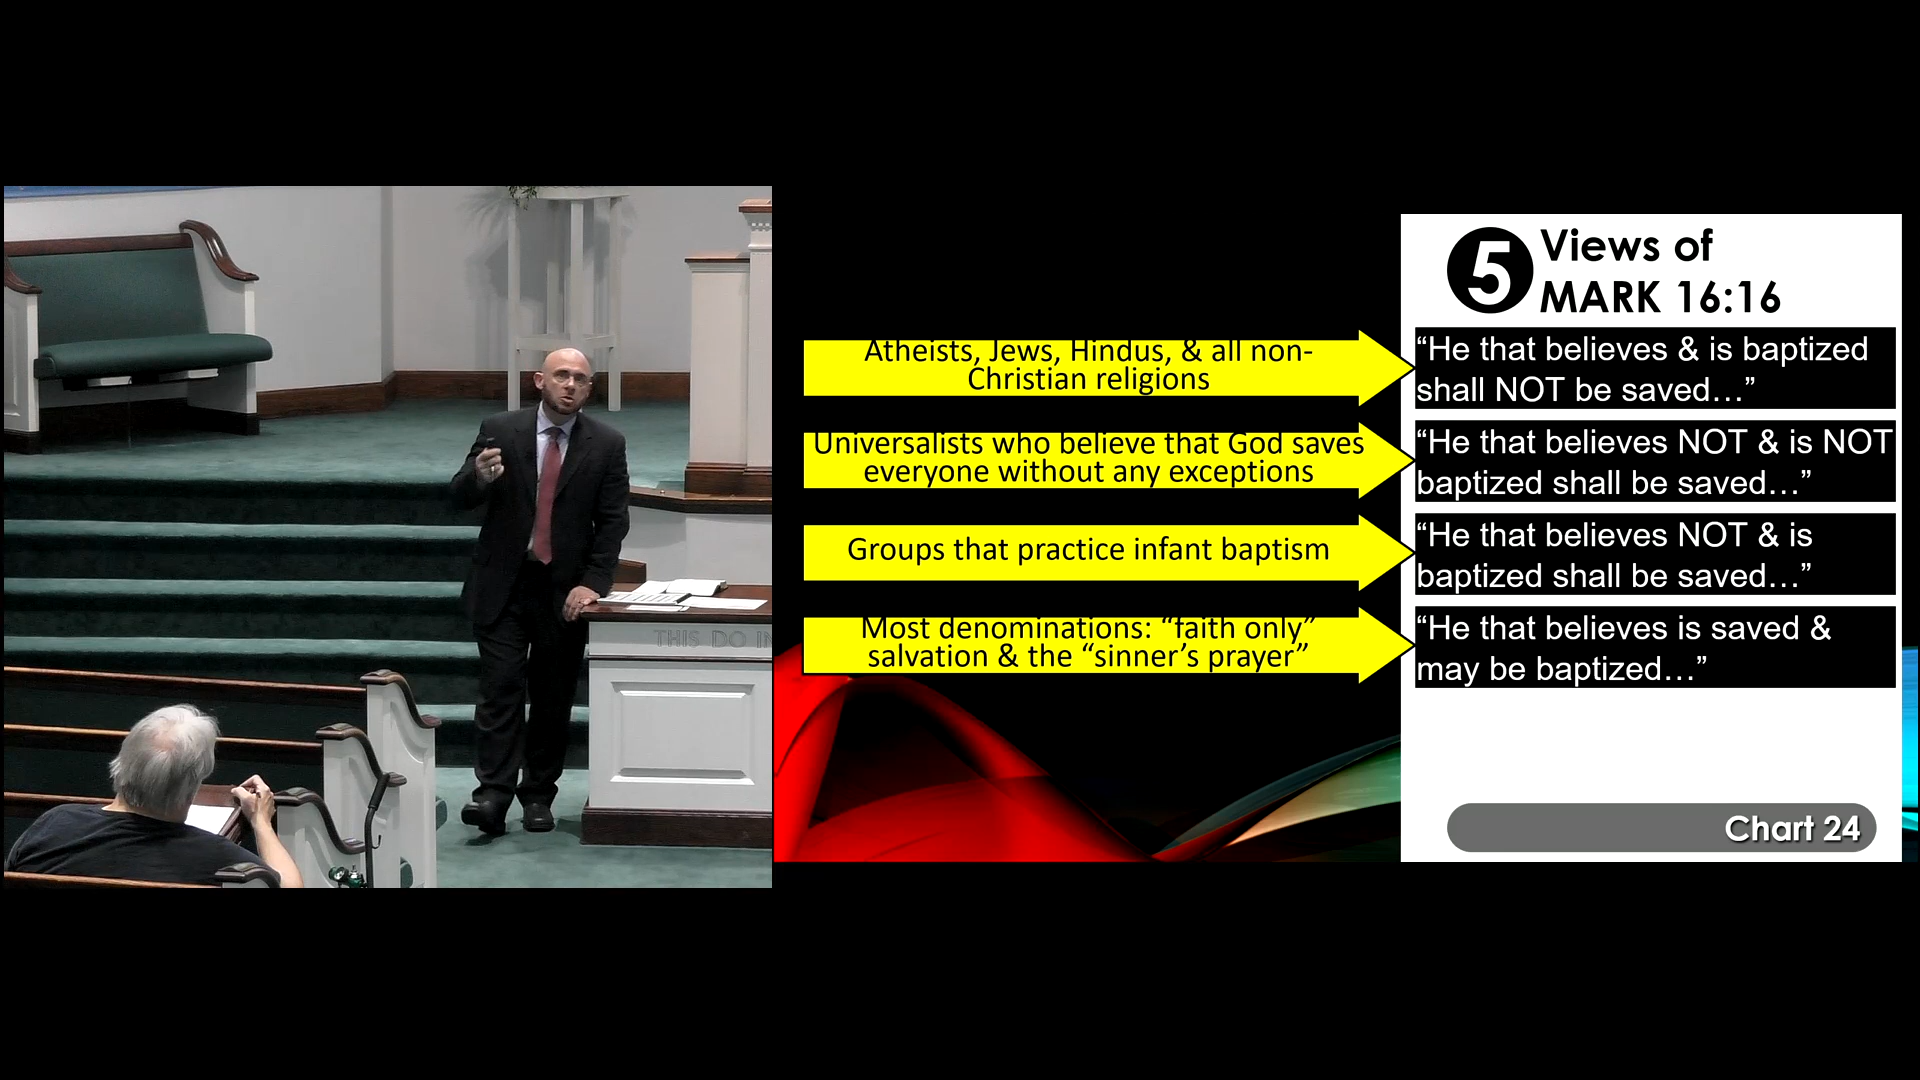 5
Views of
MARK 16:16
Atheists, Jews, Hindus, & all non-
Christian religions
“He that believes & is baptized
shall NOT be saved…”
Universalists who believe that God saves
everyone without any exceptions
“He that believes NOT & is NOT
baptized shall be saved…”
Groups that practice infant baptism
“He that believes NOT & is
baptized shall be saved…”
Most denominations: “faith only”
salvation & the “sinner’s prayer”
“He that believes is saved &
may be baptized…”
THIS DO IN
Chart 24